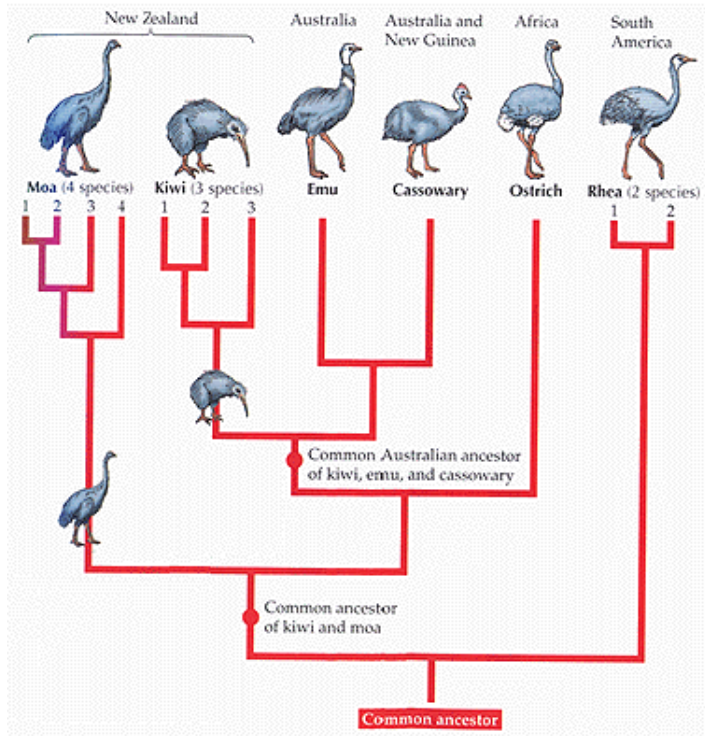 New Zealand
Australia
Australia and
New Guinea
Africa
South
America
Moa (4 species)
Kiwi (3 species)
Emu
Cassowary
Ostrich
Rhea (2 species)
1 2 3 4
1 2 3
1 2
Common Australian ancestor
of kiwi, emu, and cassowary
Common ancestor
of kiwi and moa
Common ancestor